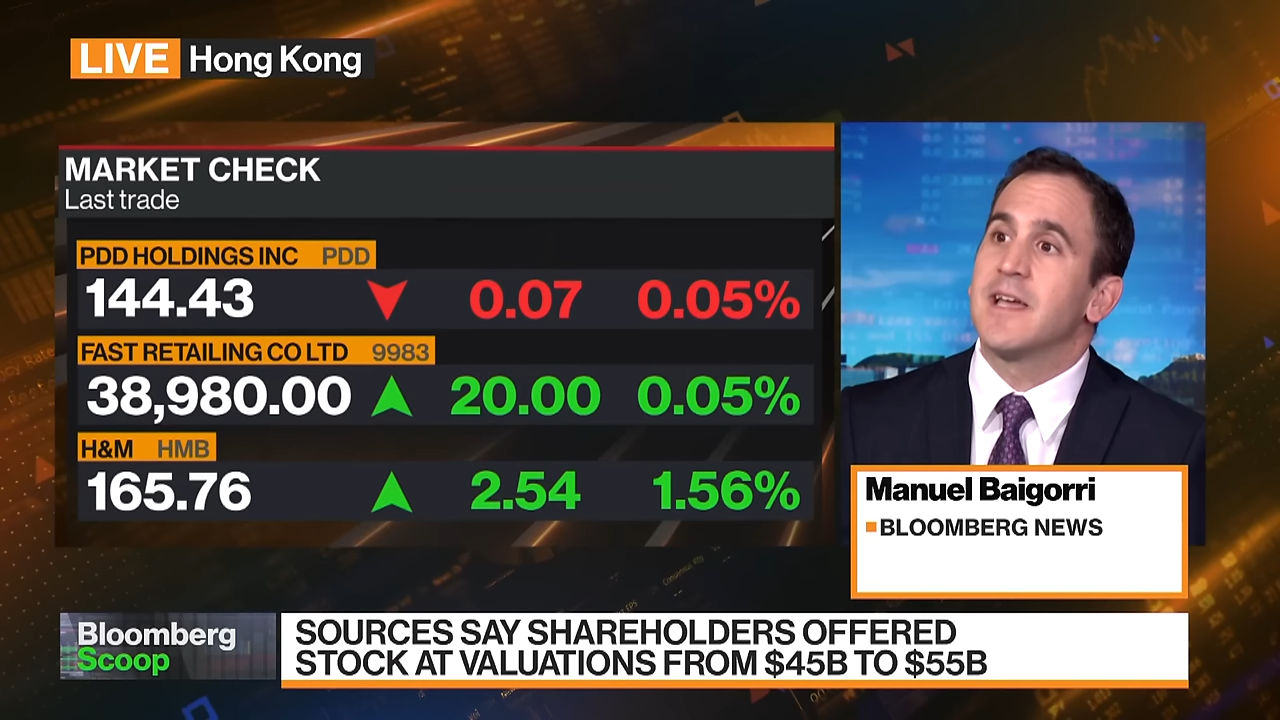 LIVE Hong Kong
MARKET CHECK
Last trade
PDD HOLDINGS INC PDD
144.43 0.07 0.05%
FAST RETAILING CO LTD 9983
38,980.00 20.00 0.05%
H&M HMB
165.76 2.54 1.56%
Manuel Baigorri
BLOOMBERG NEWS
Bloomberg
Scoop
SOURCES SAY SHAREHOLDERS OFFERED
STOCK AT VALUATIONS FROM $45B TO $55B